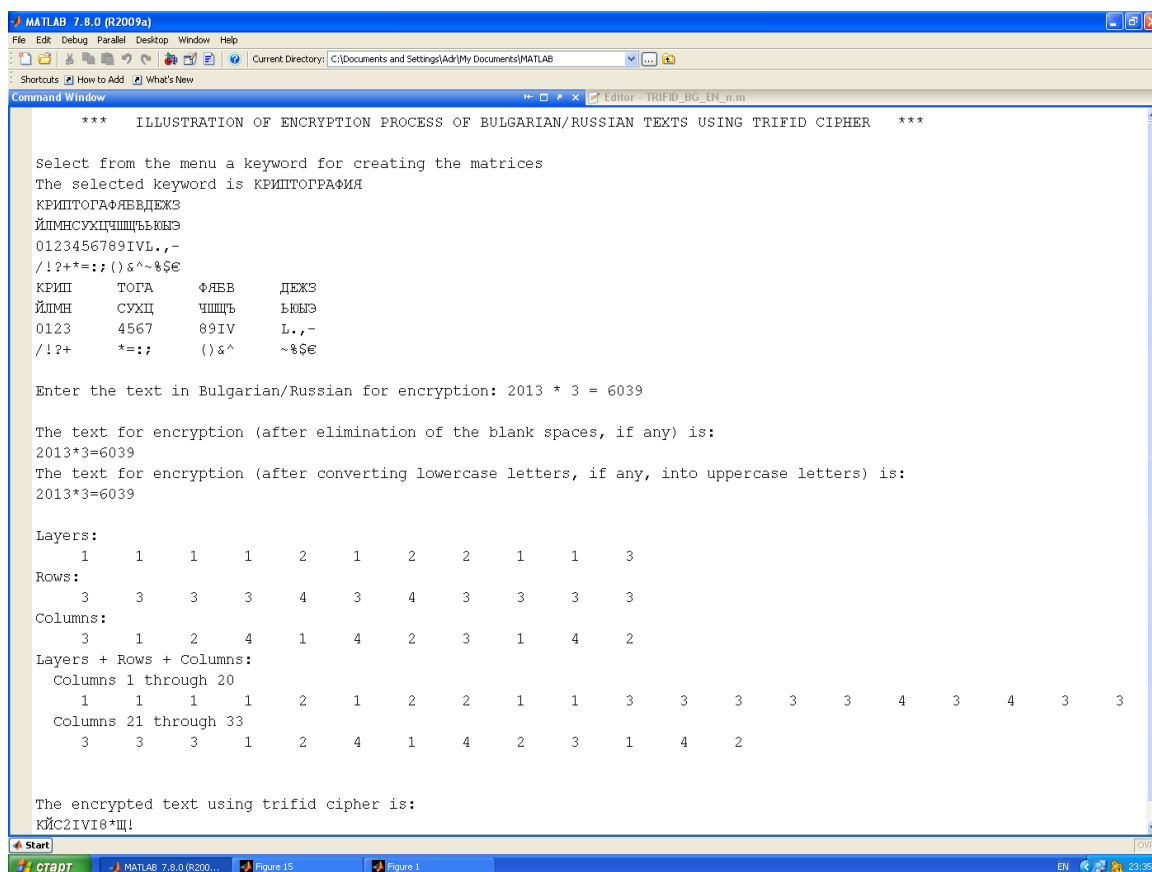 MATLAB 7.8.0 (R2009a)
File Edit Debug Parallel Desktop Window Help
Current Directory: C:\Documents and Settings\Adr\My Documents\MATLAB
Shortcuts How to Add What's New
Command Window Editor - TRIFID_BG_EN_n.m
*** ILLUSTRATION OF ENCRYPTION PROCESS OF BULGARIAN/RUSSIAN TEXTS USING TRIFID CIPHER ***
Select from the menu a keyword for creating the matrices
The selected keyword is КРИПТОГРАФИЯ
КРИПТОГАФЯБВДЕЖЗ
ЙЛМНСУХЦЧШЩЪЬЮЫЭ
0123456789IVL.,-
/!?+*=:;()&^~%$€
КРИП ТОГА ФЯБВ ДЕЖЗ
ЙЛМН СУХЦ ЧШЩЪ ЬЮЫЭ
0123 4567 89IV L.,-
/!?+ *=:; ()&^ ~%$€
Enter the text in Bulgarian/Russian for encryption: 2013 * 3 = 6039
The text for encryption (after elimination of the blank spaces, if any) is:
2013*3=6039
The text for encryption (after converting lowercase letters, if any, into uppercase letters) is:
2013*3=6039
Layers:
1 1 1 1 2 1 2 2 1 1 3
Rows:
3 3 3 3 4 3 4 3 3 3 3
Columns:
3 1 2 4 1 4 2 3 1 4 2
Layers + Rows + Columns:
Columns 1 through 20
1 1 1 1 2 1 2 2 1 1 3 3 3 3 3 4 3 4 3 3
Columns 21 through 33
3 3 3 1 2 4 1 4 2 3 1 4 2
The encrypted text using trifid cipher is:
КЙС2IVI8*Щ!
Start OVR
старт MATLAB 7.8.0 (R200... Figure 15 Figure 1 EN 23:35